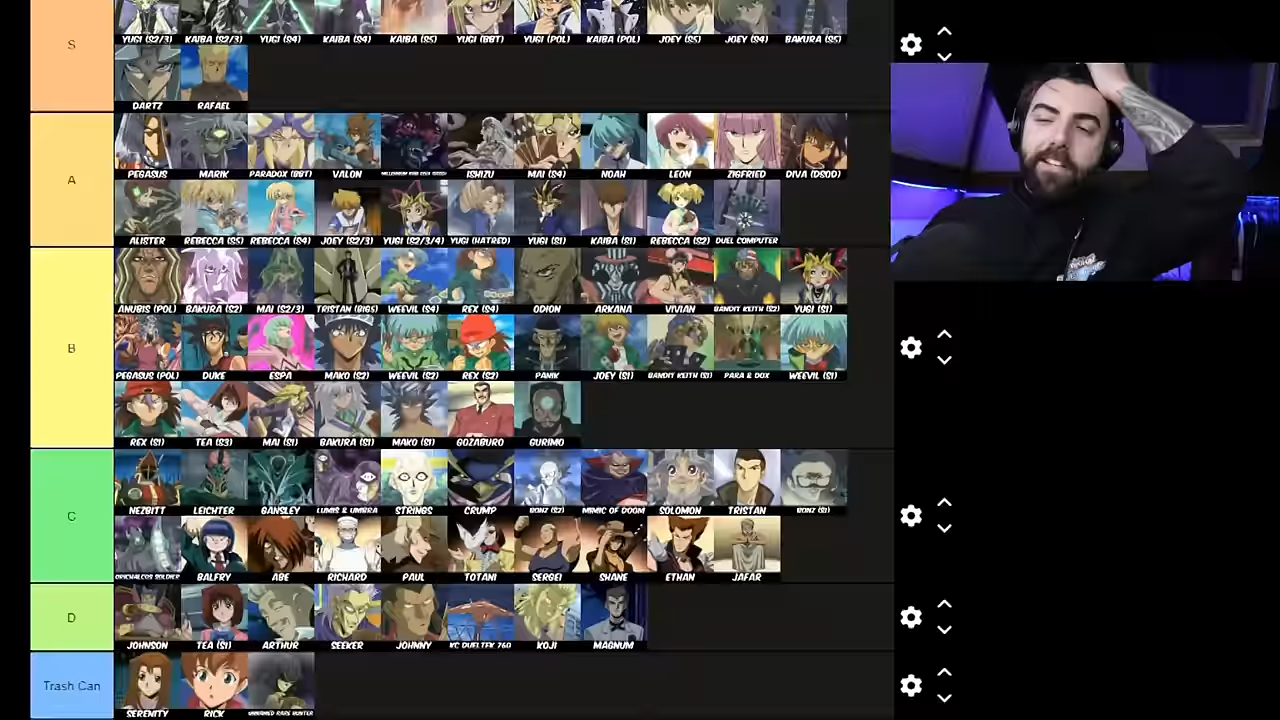 S
YUGI (S2/3) KAIBA (S2/3) YUGI (S4) KAIBA (S4) KAIBA (S5) YUGI (BBT) YUGI (POL) KAIBA (POL) JOEY (S5) JOEY (S4) BAKURA (S5)
DARTZ RAFAEL
A
PEGASUS MARIK PARADOX (BBT) VALON ISHIZU MAI (S4) NOAH LEON ZIGFRIED DIVA (DSOD)
ALISTER REBECCA (S5) REBECCA (S4) JOEY (S2/3) YUGI (S2/3/4) YUGI (HATRED) YUGI (S1) KAIBA (S1) REBECCA (S2) DUEL COMPUTER
B
ANUBIS (POL) BAKURA (S2) MAI (S2/3) TRISTAN (BIG5) WEEVIL (S4) REX (S4) ODION ARKANA VIVIAN BANDIT KEITH (S2) YUGI (S1)
PEGASUS (POL) DUKE ESPA MAKO (S2) WEEVIL (S2) REX (S2) PANIK JOEY (S1) BANDIT KEITH (S1) PARA & DOX WEEVIL (S1)
REX (S1) TEA (S3) MAI (S1) BAKURA (S1) MAKO (S1) GOZABURO GURIMO
C
NEZBITT LEICHTER GANSLEY LUMIS & UMBRA STRINGS CRUMP BONZ (S2) MIMIC OF DOOM SOLOMON TRISTAN BONZ (S1)
ORICHALCOS SOLDIER BALFRY ABE RICHARD PAUL TOTANI SERGEI SHANE ETHAN JAFAR
D
JOHNSON TEA (S1) ARTHUR SEEKER JOHNNY KC DUELTEK 760 KOJI MAGNUM
Trash Can
SERENITY RICK UNNAMED RARE HUNTER